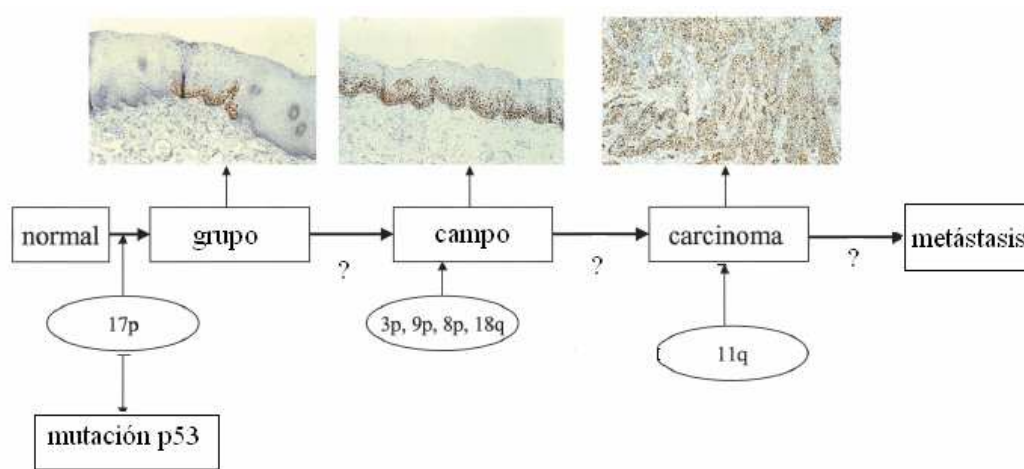 normal
grupo
campo
carcinoma
metástasis
?
?
?
17p
3p, 9p, 8p, 18q
11q
mutación p53